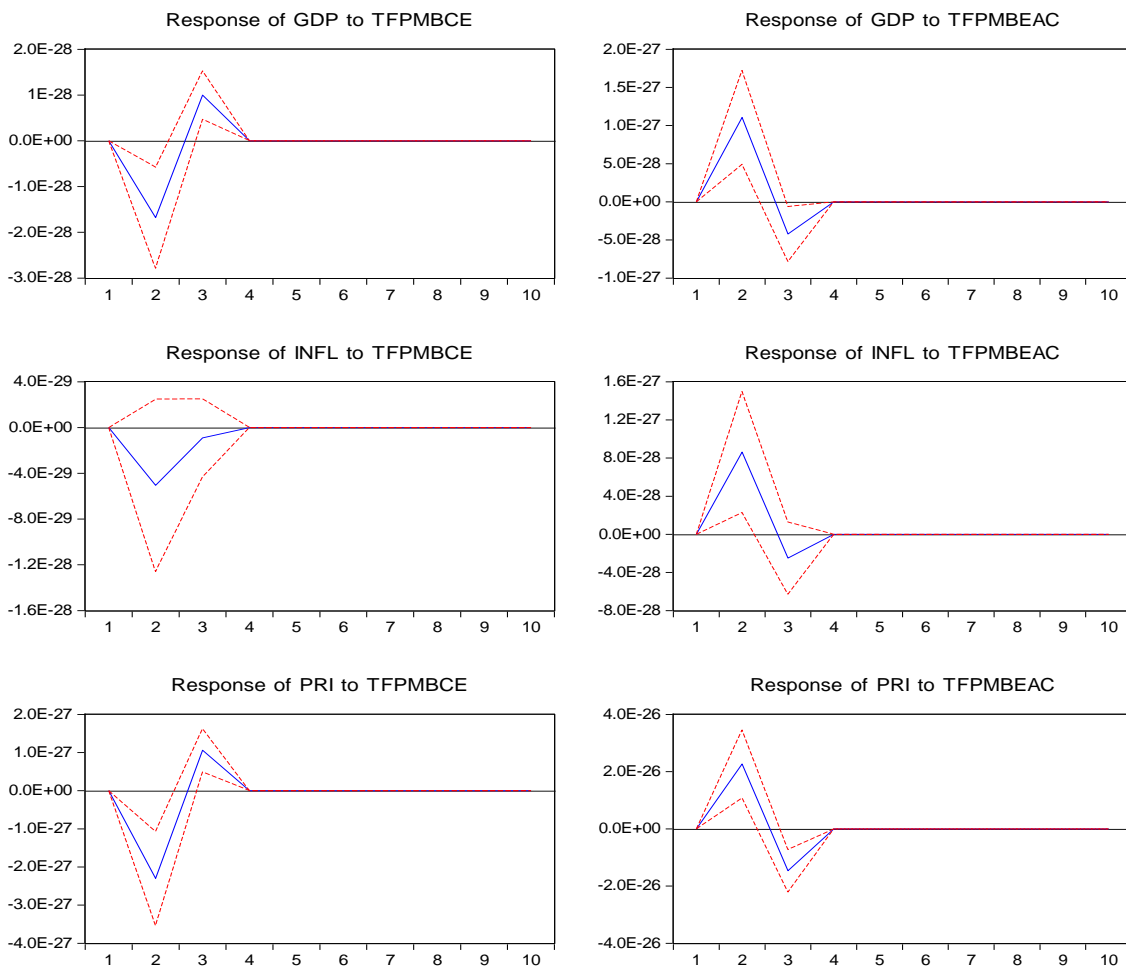 Response of GDP to TFPMBCE
2.0E-28
1E-28
0.0E+00
-1.0E-28
-2.0E-28
-3.0E-28
1 2 3 4 5 6 7 8 9 10
Response of GDP to TFPMBEAC
2.0E-27
1.5E-27
1.0E-27
5.0E-28
0.0E+00
-5.0E-28
-1.0E-27
1 2 3 4 5 6 7 8 9 10
Response of INFL to TFPMBCE
4.0E-29
0.0E+00
-4.0E-29
-8.0E-29
-1.2E-28
-1.6E-28
1 2 3 4 5 6 7 8 9 10
Response of INFL to TFPMBEAC
1.6E-27
1.2E-27
8.0E-28
4.0E-28
0.0E+00
-4.0E-28
-8.0E-28
1 2 3 4 5 6 7 8 9 10
Response of PRI to TFPMBCE
2.0E-27
1.0E-27
0.0E+00
-1.0E-27
-2.0E-27
-3.0E-27
-4.0E-27
1 2 3 4 5 6 7 8 9 10
Response of PRI to TFPMBEAC
4.0E-26
2.0E-26
0.0E+00
-2.0E-26
-4.0E-26
1 2 3 4 5 6 7 8 9 10